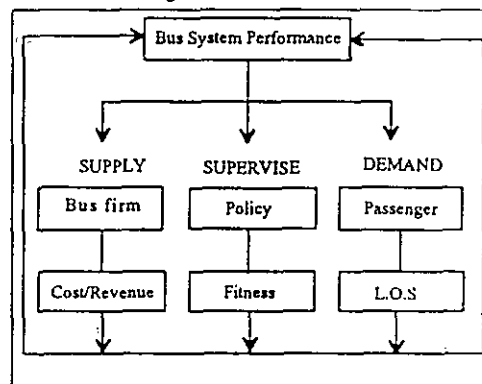 Bus System Performance
SUPPLY SUPERVISE DEMAND
Bus firm Policy Passenger
Cost/Revenue Fitness L.O.S